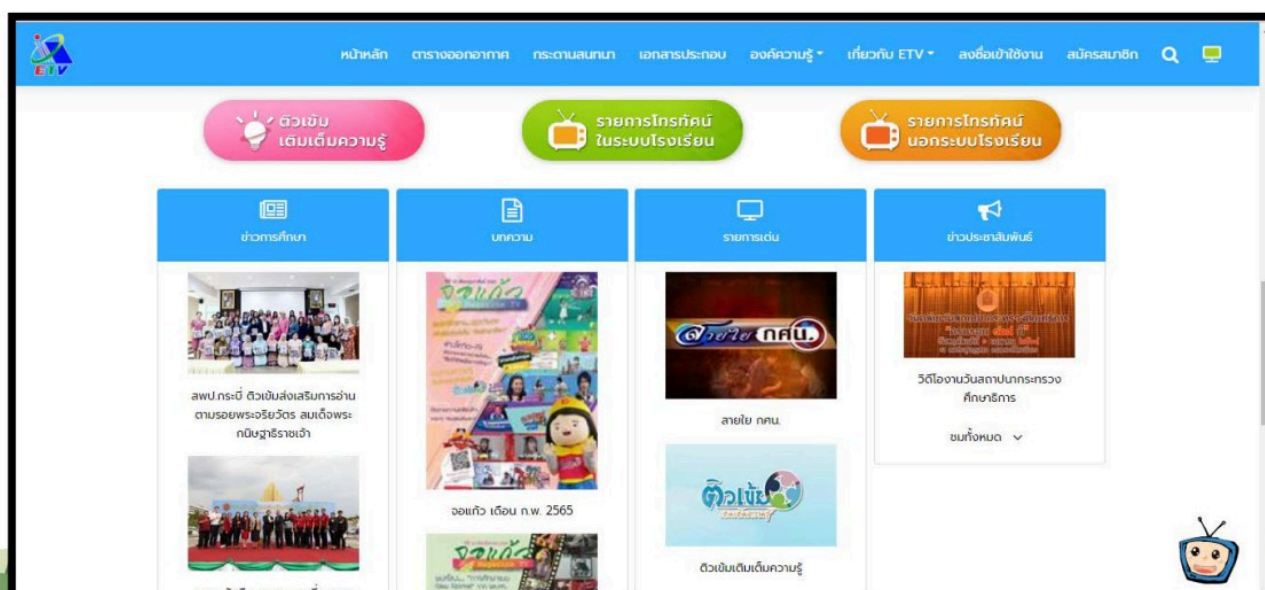 ETV
หน้าหลัก ตารางออกอากาศ กระดานสนทนา เอกสารประกอบ องค์ความรู้ เกี่ยวกับ ETV ลงชื่อเข้าใช้งาน สมัครสมาชิก
ติวเข้ม
เติมเต็มความรู้
รายการโทรทัศน์
ในระบบโรงเรียน
รายการโทรทัศน์
นอกระบบโรงเรียน
ข่าวการศึกษา
สพป.กระบี่ ติวเข้มส่งเสริมการอ่าน
ตามรอยพระจริยวัตร สมเด็จพระ
กนิษฐาธิราชเจ้า
บทความ
จอแก้ว
จอแก้ว เดือน ก.พ. 2565
จอแก้ว
รายการเด่น
สายใย กศน.
สายใย กศน.
ติวเข้ม
เติมเต็มความรู้
ติวเข้มเติมเต็มความรู้
ข่าวประชาสัมพันธ์
วิดีโองานวันสถาปนากระทรวง
ศึกษาธิการ
ชมทั้งหมด